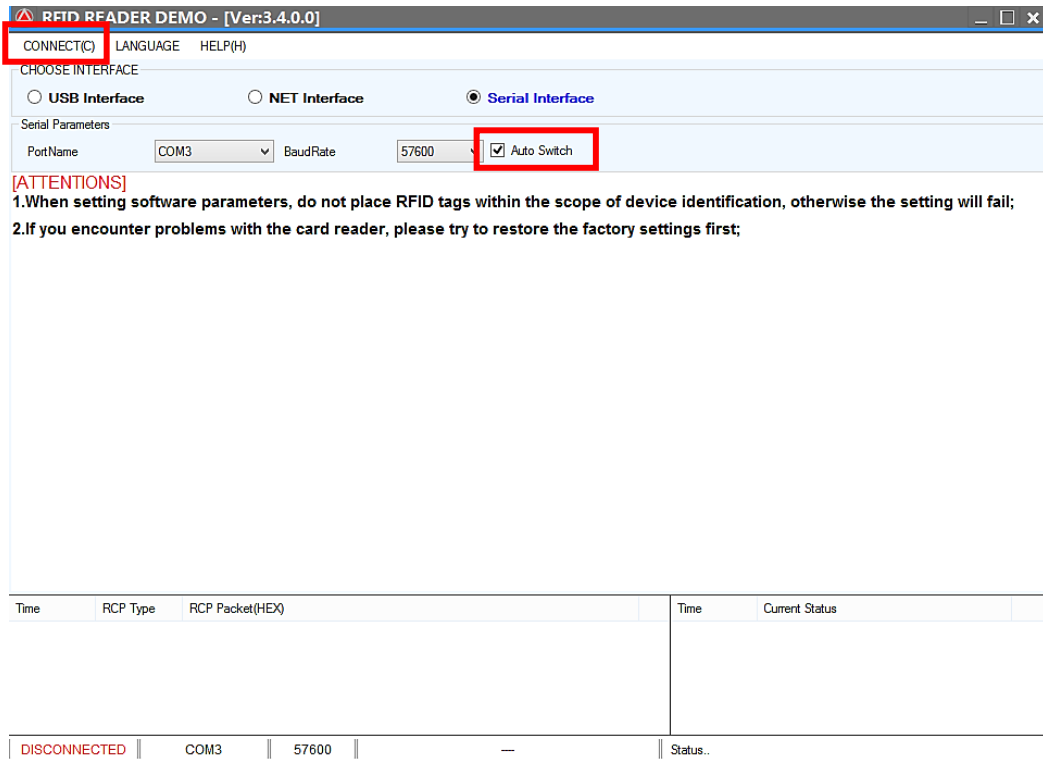 RFID READER DEMO - [Ver:3.4.0.0]
CONNECT(C) LANGUAGE HELP(H)
CHOOSE INTERFACE
USB Interface NET Interface Serial Interface
Serial Parameters
PortName COM3 BaudRate 57600 Auto Switch
[ATTENTIONS]
1.When setting software parameters, do not place RFID tags within the scope of device identification, otherwise the setting will fail;
2.If you encounter problems with the card reader, please try to restore the factory settings first;
Time RCP Type RCP Packet(HEX) Time Current Status
DISCONNECTED COM3 57600 --- Status..